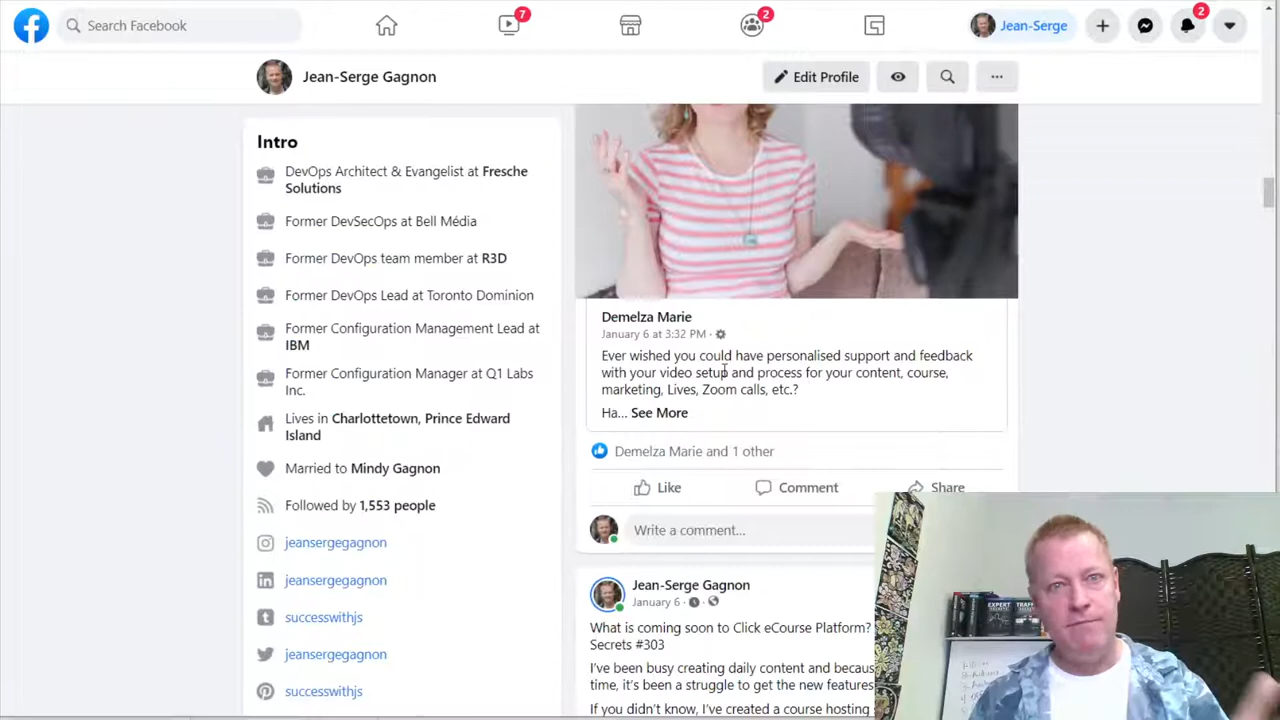 Search Facebook
7
2
Jean-Serge
2
Jean-Serge Gagnon
Edit Profile
Intro
DevOps Architect & Evangelist at Fresche
Solutions
Former DevSecOps at Bell Média
Former DevOps team member at R3D
Former DevOps Lead at Toronto Dominion
Former Configuration Management Lead at
IBM
Former Configuration Manager at Q1 Labs
Inc.
Lives in Charlottetown, Prince Edward
Island
Married to Mindy Gagnon
Followed by 1,553 people
jeansergegagnon
jeansergegagnon
successwithjs
jeansergegagnon
successwithjs
Demelza Marie
January 6 at 3:32 PM ·
Ever wished you could have personalised support and feedback
with your video setup and process for your content, course,
marketing, Lives, Zoom calls, etc.?
Ha... See More
Demelza Marie and 1 other
Like
Comment
Share
Write a comment...
Jean-Serge Gagnon
January 6 ·
What is coming soon to Click eCourse Platform?
Secrets #303
I've been busy creating daily content and becau
time, it's been a struggle to get the new features
If you didn't know, I've created a course hosting
EXPERT
SECRETS
TRAFF